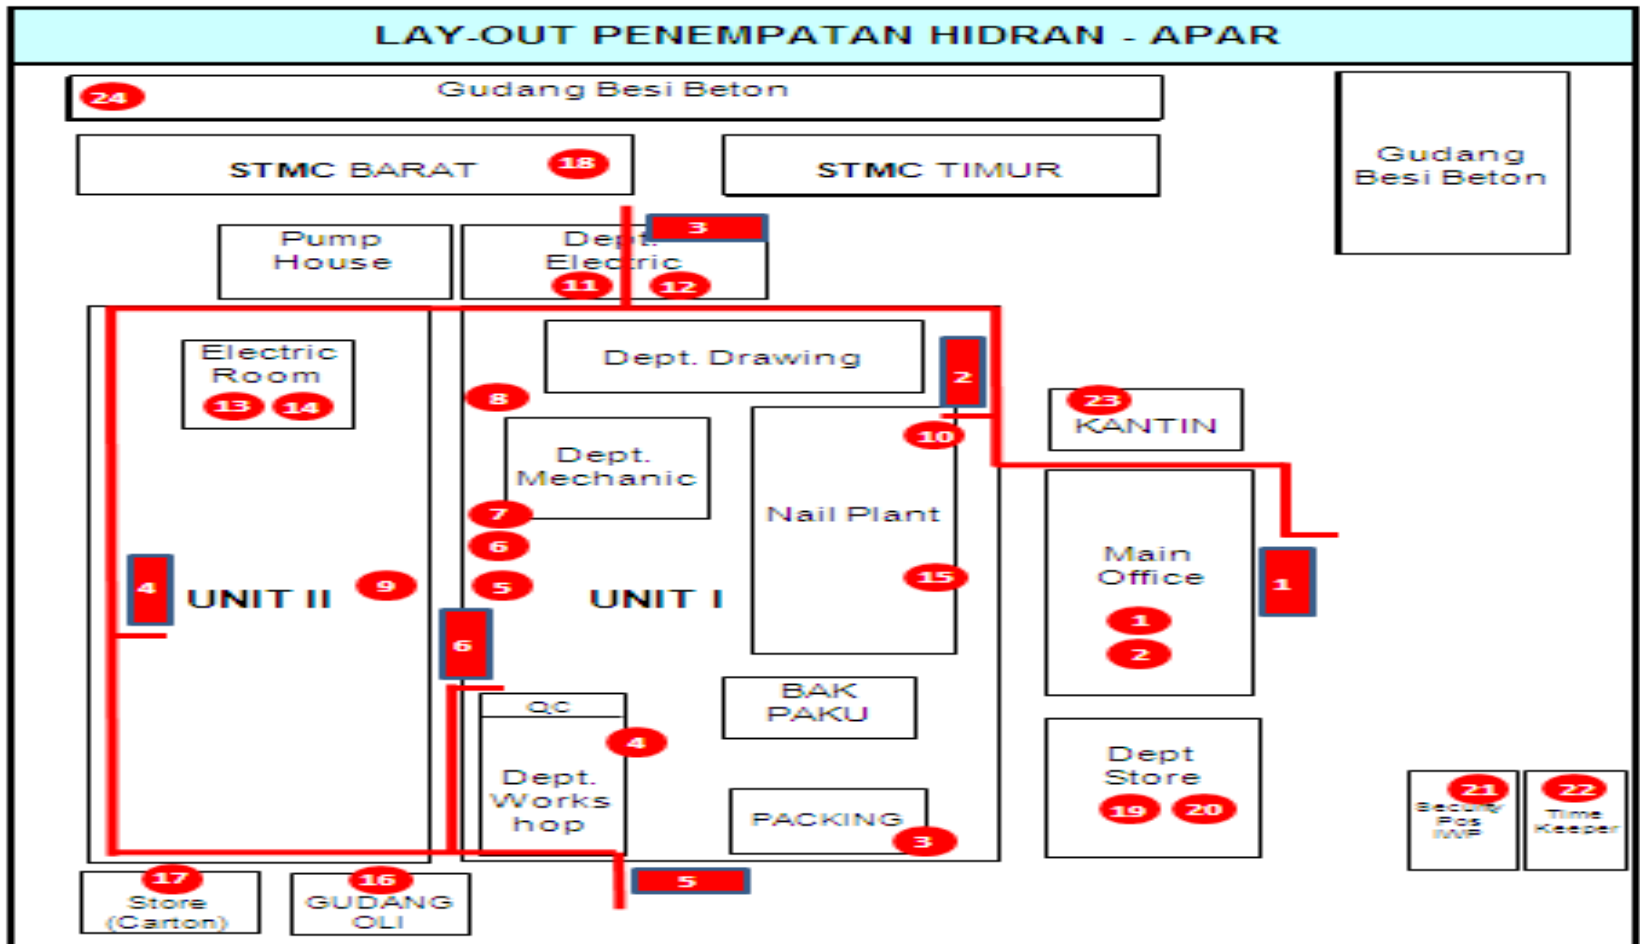 LAY-OUT PENEMPATAN HIDRAN - APAR
24
Gudang Besi Beton
STMC BARAT
18
STMC TIMUR
Gudang
Besi Beton
Pump
House
Dept.
Electric
3
11
12
Electric
Room
13
14
Dept. Drawing
2
8
23
KANTIN
10
Dept.
Mechanic
7
6
5
Nail Plant
15
Main
Office
1
2
1
4
UNIT II
9
UNIT I
6
QC
4
Dept.
Works
hop
BAK
PAKU
PACKING
3
Dept
Store
19
20
21
Security
Pos
IWP
22
Time
Keeper
17
Store
(Carton)
16
GUDANG
OLI
5